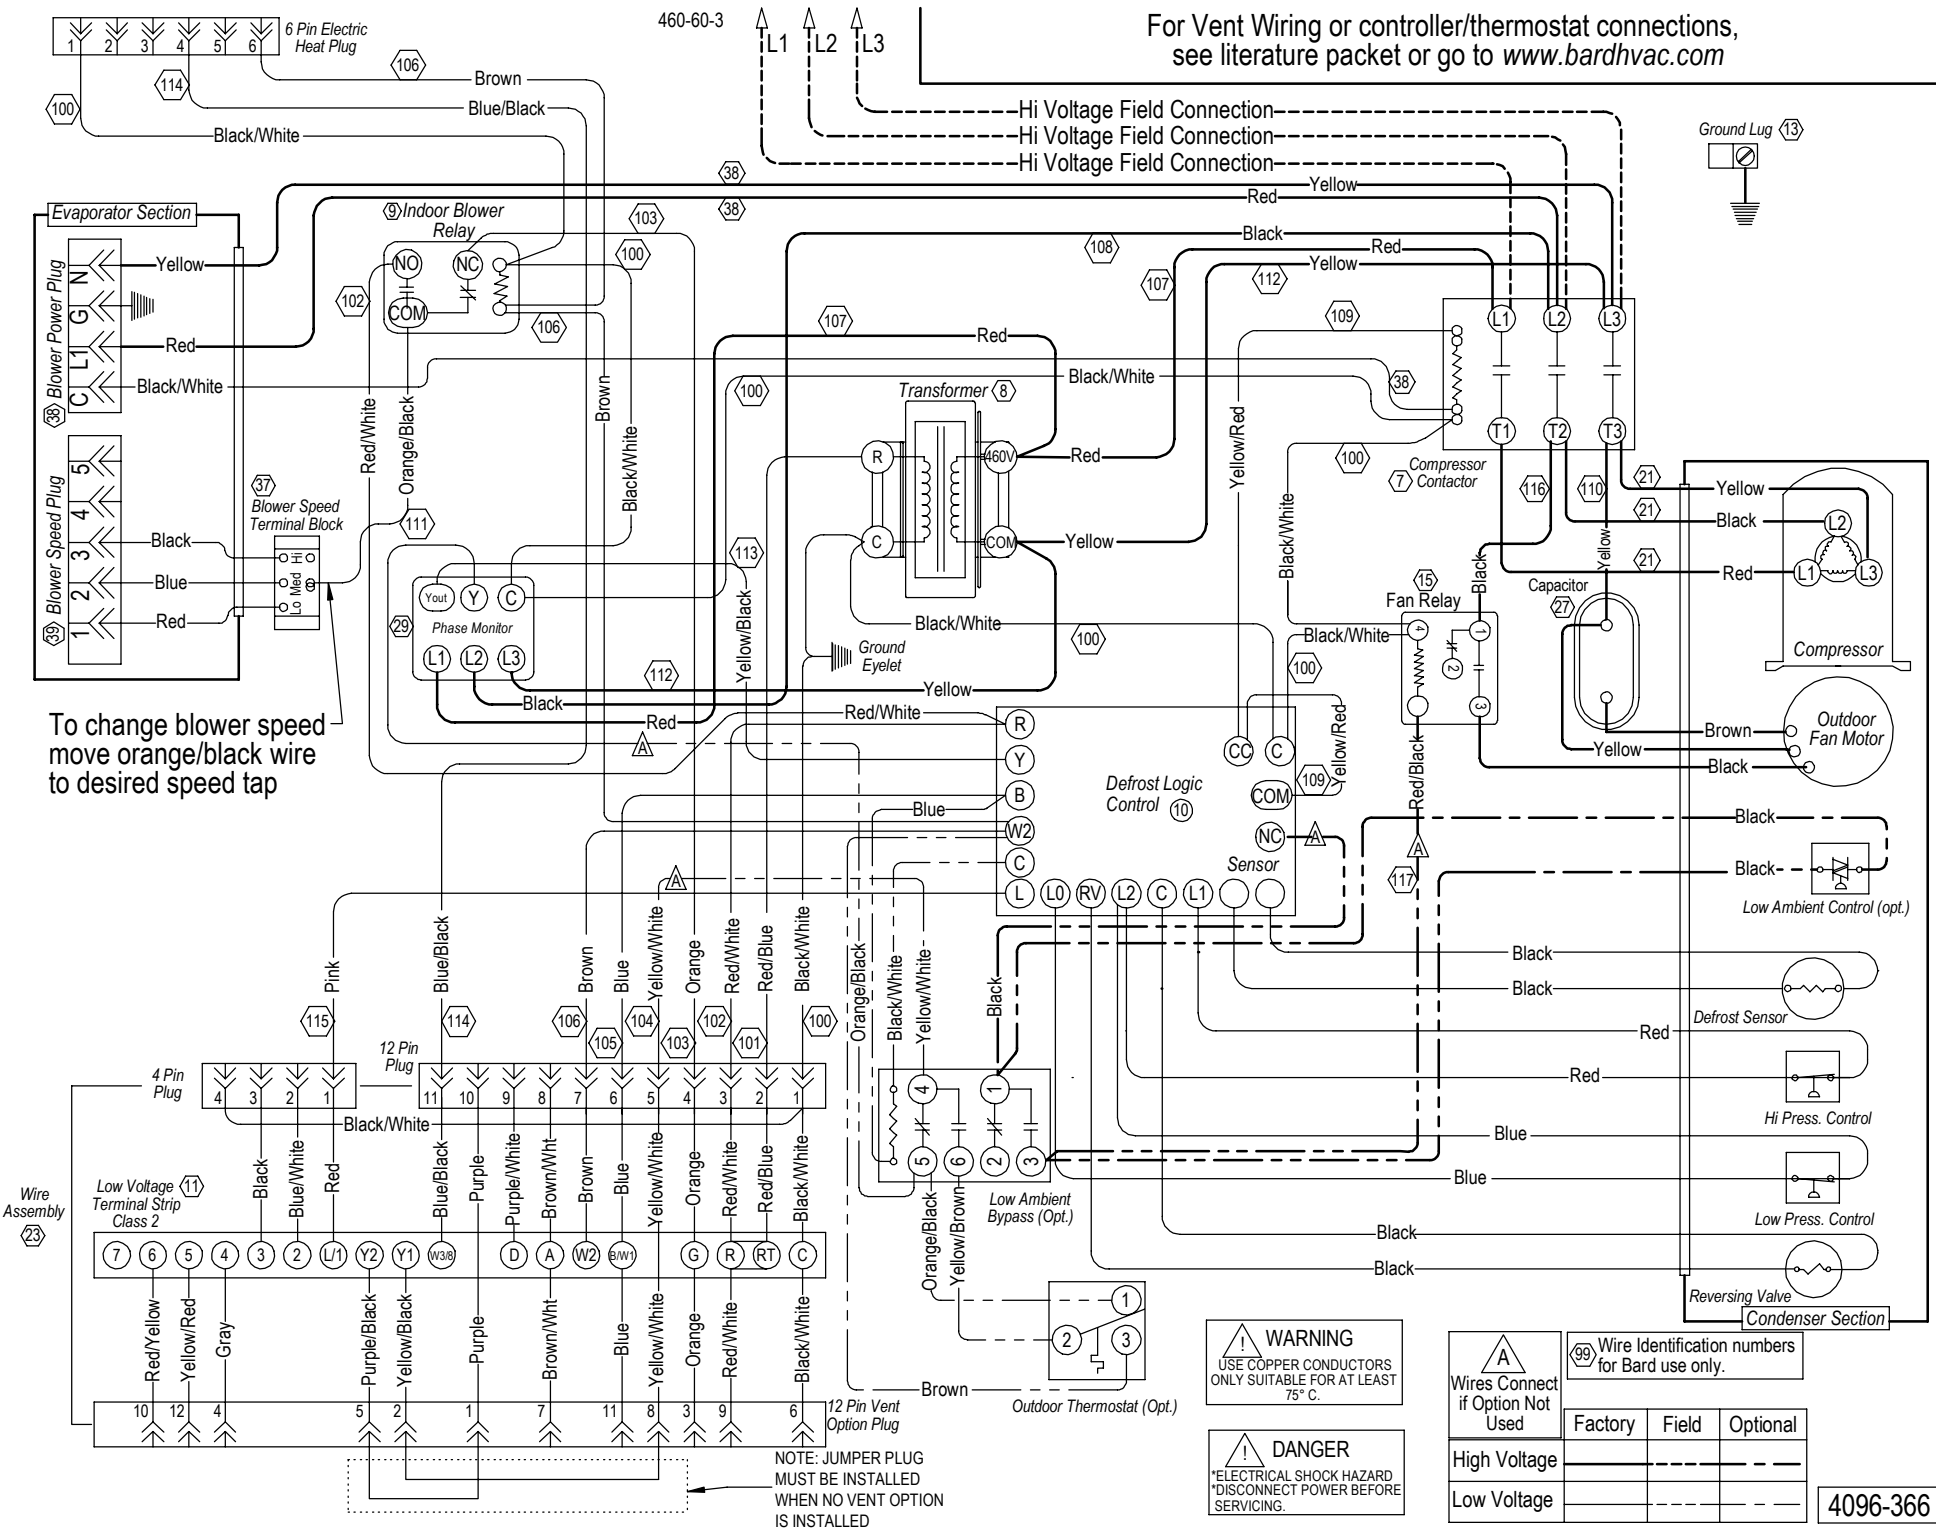 460-60-3
L1
L2
L3
For Vent Wiring or controller/thermostat connections,
see literature packet or go to www.bardhvac.com
6 Pin Electric
Heat Plug
1 2 3 4 5 6
100
114
106
Brown
Blue/Black
Black/White
Hi Voltage Field Connection
Hi Voltage Field Connection
Hi Voltage Field Connection
Ground Lug 13
38
Yellow
38
Red
Evaporator Section
9 Indoor Blower
Relay
103
100
NO
NC
COM
102
106
108
Black
Red
107
Yellow
112
38 Blower Power Plug
N
G
L1
C
Yellow
Red
Black/White
107
Red
109
L1
L2
L3
100
Black/White
38
Transformer 8
T1
T2
T3
Red/White
Orange/Black
Brown
Black/White
R
C
460V
COM
Red
Yellow
Yellow/Red
100
7 Compressor
Contactor
116
110
21
Yellow
21
Black
21
Red
L2
L1
L3
Compressor
39 Blower Speed Plug
5
4
3
2
1
Black
Blue
Red
37
Blower Speed
Terminal Block
Hi
Med
Lo
111
113
Yout
Y
C
29
Phase Monitor
L1
L2
L3
Yellow/Black
Black/White
100
Ground
Eyelet
112
Yellow
Black
Red
Black/White
Black/White
100
15
Fan Relay
4
1
2
3
Black
Yellow
Capacitor
27
Outdoor
Fan Motor
Brown
Yellow
Black
To change blower speed
move orange/black wire
to desired speed tap
Red/White
A
R
Y
B
W2
C
L
L0
RV
L2
C
L1
CC
C
COM
NC
109
Yellow/Red
Defrost Logic
Control 10
Sensor
Blue
A
A
Red/Black
A
117
Black
Black
Low Ambient Control (opt.)
Black
Black
Defrost Sensor
Red
Red
Hi Press. Control
Blue
Blue
Low Press. Control
Black
Black
Reversing Valve
Condenser Section
Pink
Blue/Black
Brown
Blue
Yellow/White
Orange
Red/White
Red/Blue
Black/White
Orange/Black
Black/White
Yellow/White
Black
115
114
106
105
104
103
102
101
100
4 Pin
Plug
12 Pin
Plug
4 3 2 1
11 10 9 8 7 6 5 4 3 2 1
Black/White
4
1
5
6
2
3
Low Ambient
Bypass (Opt.)
Wire
Assembly
23
Low Voltage 11
Terminal Strip
Class 2
Black
Blue/White
Red
Blue/Black
Purple
Purple/White
Brown/Wht
Brown
Blue
Yellow/White
Orange
Red/White
Red/Blue
Black/White
7 6 5 4 3 2 L/1 Y2 Y1 W3/8 D A W2 B/W1 G R RT C
Orange/Black
Yellow/Brown
Red/Yellow
Yellow/Red
Gray
Purple/Black
Yellow/Black
Purple
Brown/Wht
Blue
Yellow/White
Orange
Red/White
Black/White
1
2
3
Brown
Outdoor Thermostat (Opt.)
10 12 4 5 2 1 7 11 8 3 9 6
12 Pin Vent
Option Plug
NOTE: JUMPER PLUG
MUST BE INSTALLED
WHEN NO VENT OPTION
IS INSTALLED
! WARNING
USE COPPER CONDUCTORS
ONLY SUITABLE FOR AT LEAST
75° C.
! DANGER
*ELECTRICAL SHOCK HAZARD
*DISCONNECT POWER BEFORE
SERVICING.
A
Wires Connect
if Option Not
Used
99 Wire Identification numbers
for Bard use only.
Factory Field Optional
High Voltage
Low Voltage
4096-366